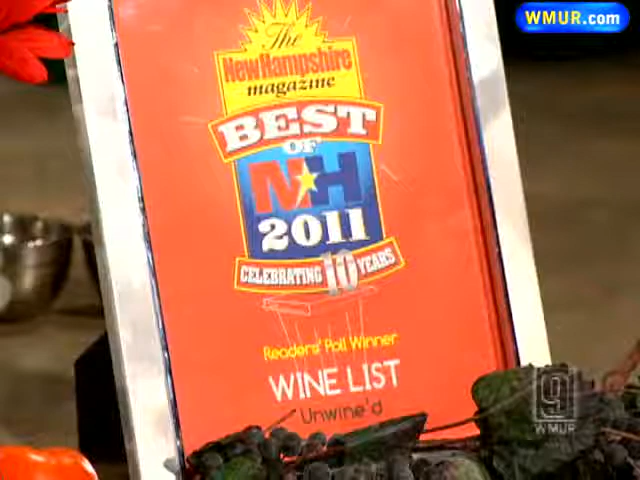 WMUR.com
The
New Hampshire
magazine
BEST
OF
NH
2011
CELEBRATING 10 YEARS
Readers' Poll Winner
WINE LIST
Unwine'd
9
WMUR